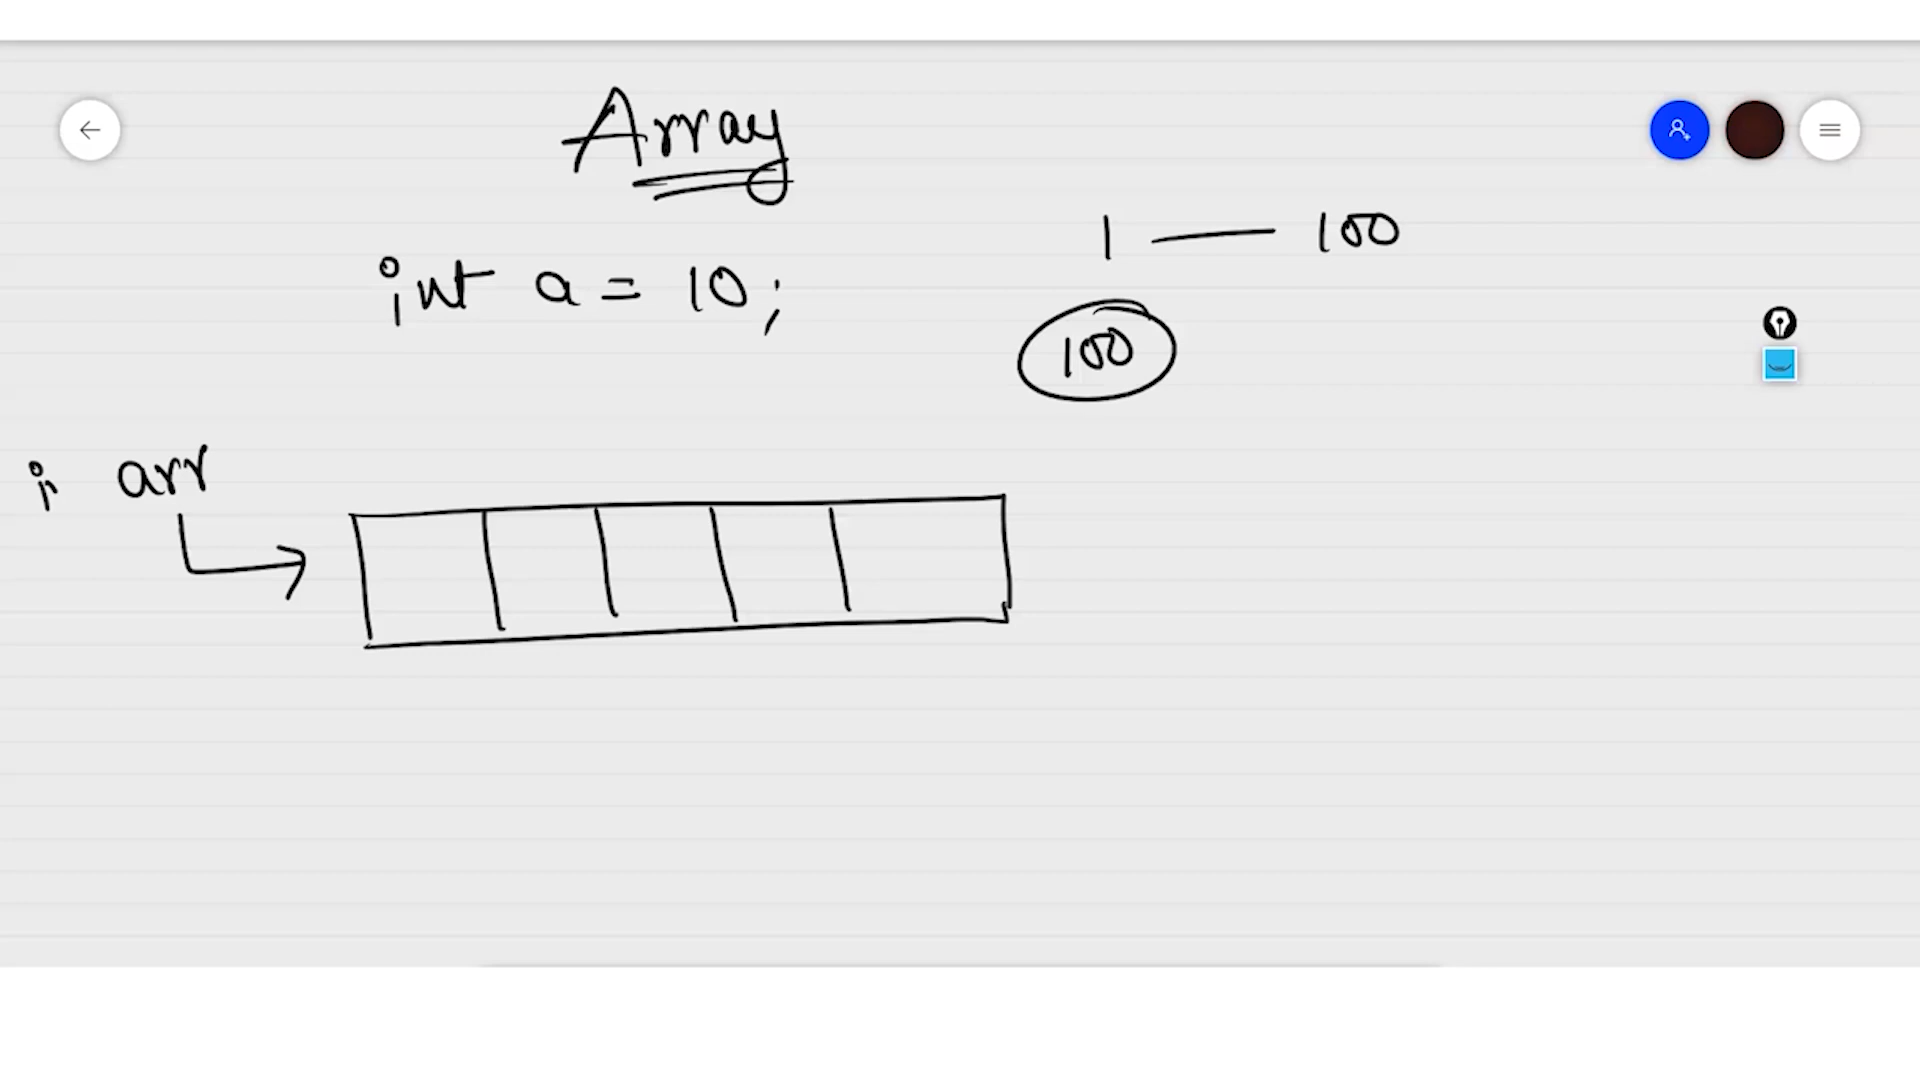 Array
int a = 10;
1 — 100
100
i arr